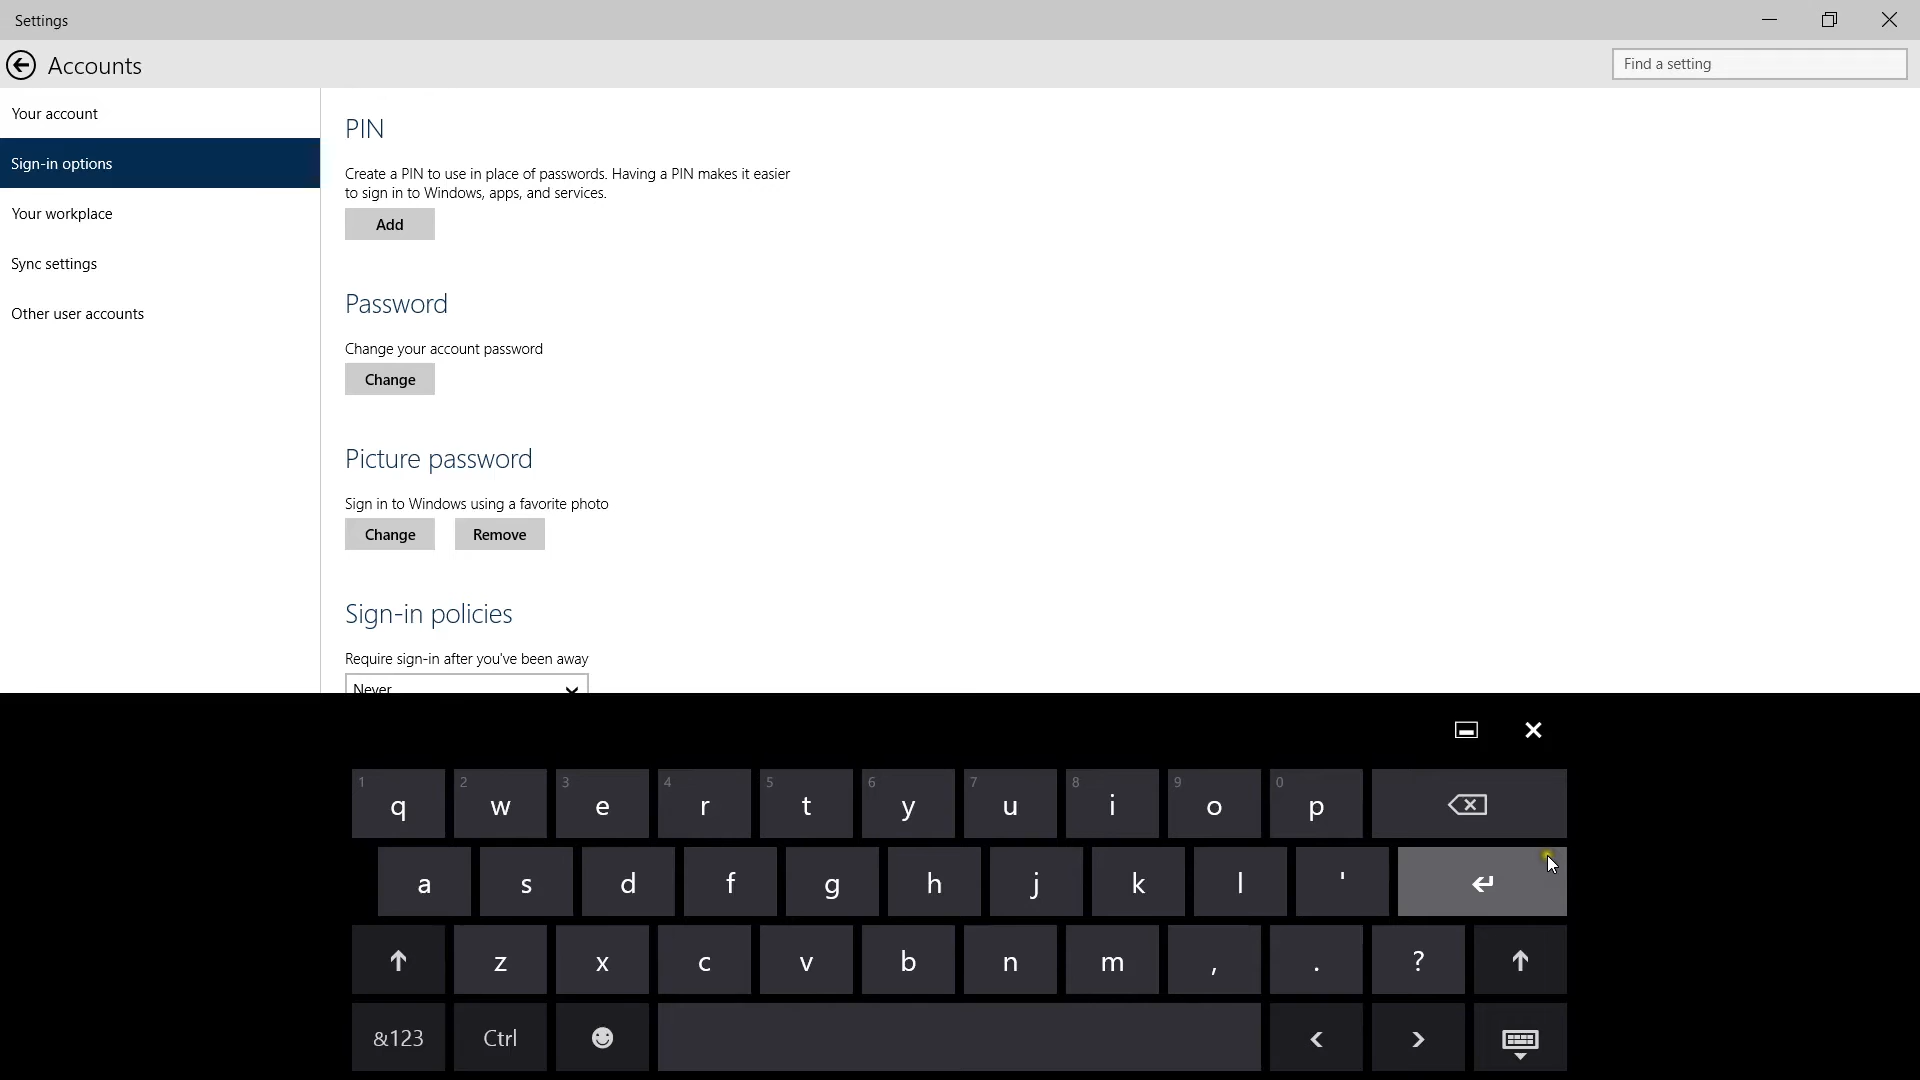 Settings
Accounts
Find a setting
Your account
Sign-in options
Your workplace
Sync settings
Other user accounts
PIN
Create a PIN to use in place of passwords. Having a PIN makes it easier
to sign in to Windows, apps, and services.
Add
Password
Change your account password
Change
Picture password
Sign in to Windows using a favorite photo
Change Remove
Sign-in policies
Require sign-in after you've been away
Never
1 2 3 4 5 6 7 8 9 0
q w e r t y u i o p
a s d f g h j k l '
z x c v b n m , . ?
&123 Ctrl < >